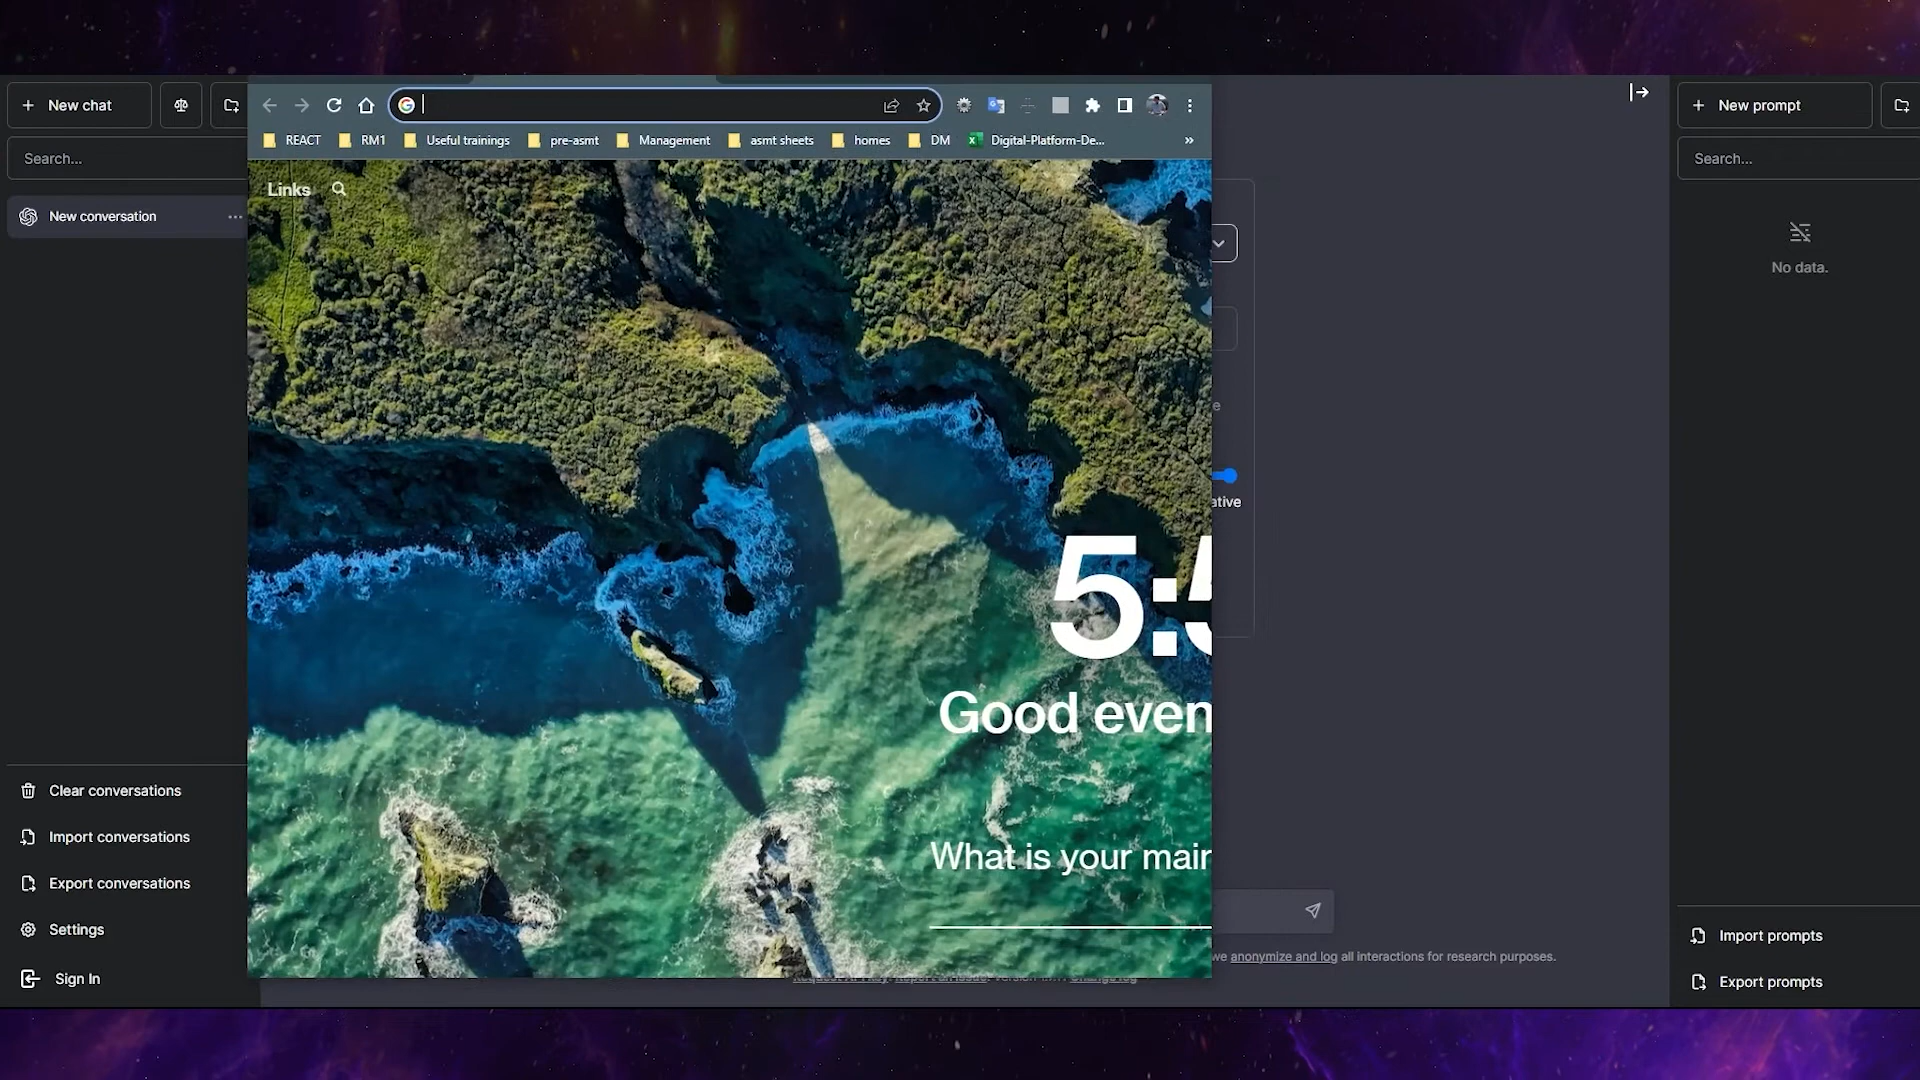 New chat
Search...
New conversation
Clear conversations
Import conversations
Export conversations
Settings
Sign In
REACT
RM1
Useful trainings
pre-asmt
Management
asmt sheets
homes
DM
Digital-Platform-De...
Links
5:5
Good even
What is your main
e
ative
we anonymize and log all interactions for research purposes.
New prompt
Search...
No data.
Import prompts
Export prompts